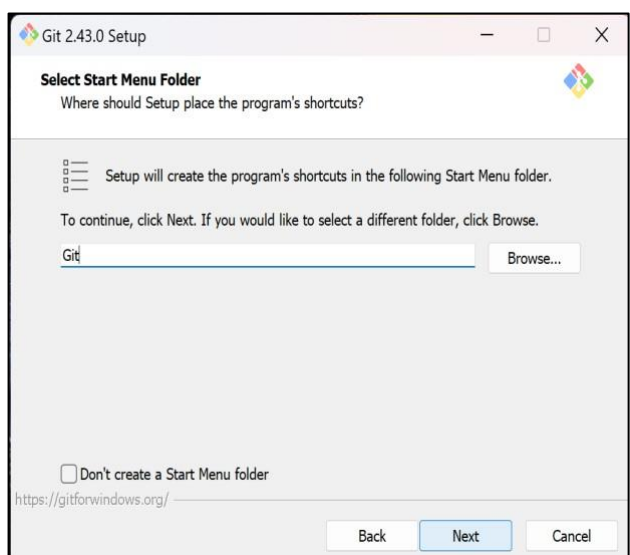 Git 2.43.0 Setup
Select Start Menu Folder
Where should Setup place the program's shortcuts?
Setup will create the program's shortcuts in the following Start Menu folder.
To continue, click Next. If you would like to select a different folder, click Browse.
Git
Browse...
Don't create a Start Menu folder
https://gitforwindows.org/
Back
Next
Cancel